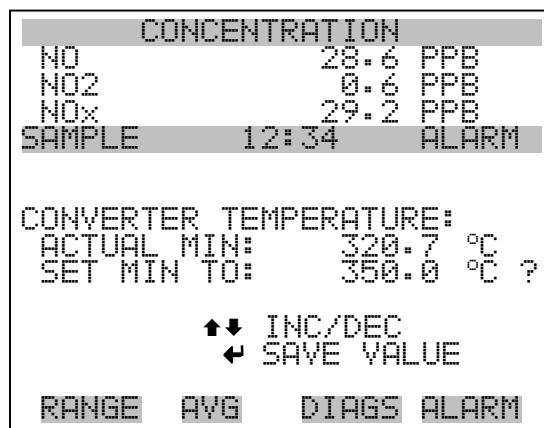 CONCENTRATION
NO 28.6 PPB
NO2 0.6 PPB
NOx 29.2 PPB
SAMPLE 12:34 ALARM
CONVERTER TEMPERATURE:
ACTUAL MIN: 320.7 °C
SET MIN TO: 350.0 °C ?
INC/DEC
SAVE VALUE
RANGE AVG DIAGS ALARM